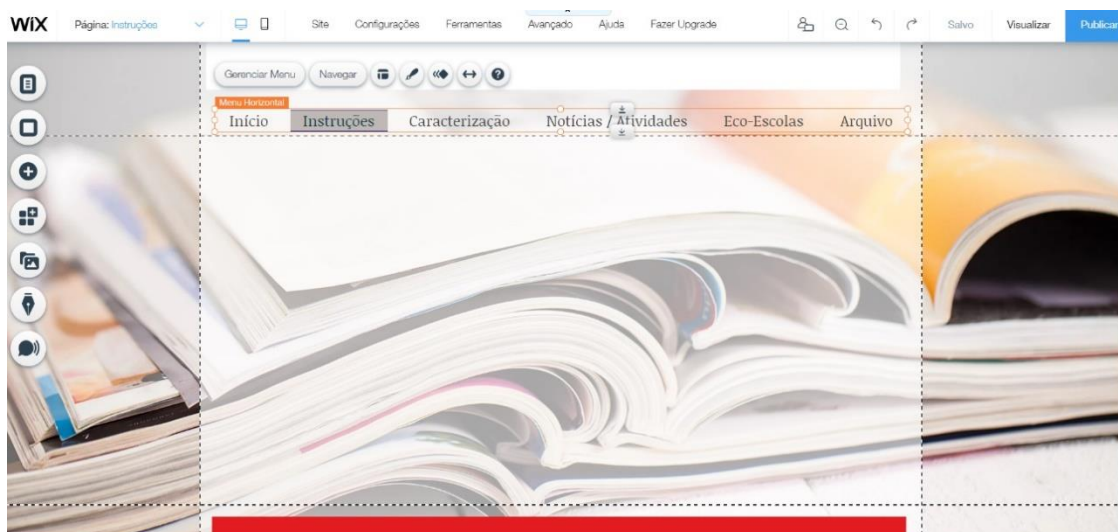 WiX Página: Instruções Site Configurações Ferramentas Avançado Ajuda Fazer Upgrade Salvo Visualizar Publicar
Gerenciar Menu Navegar
Menu Horizontal
Início Instruções Caracterização Notícias / Atividades Eco-Escolas Arquivo